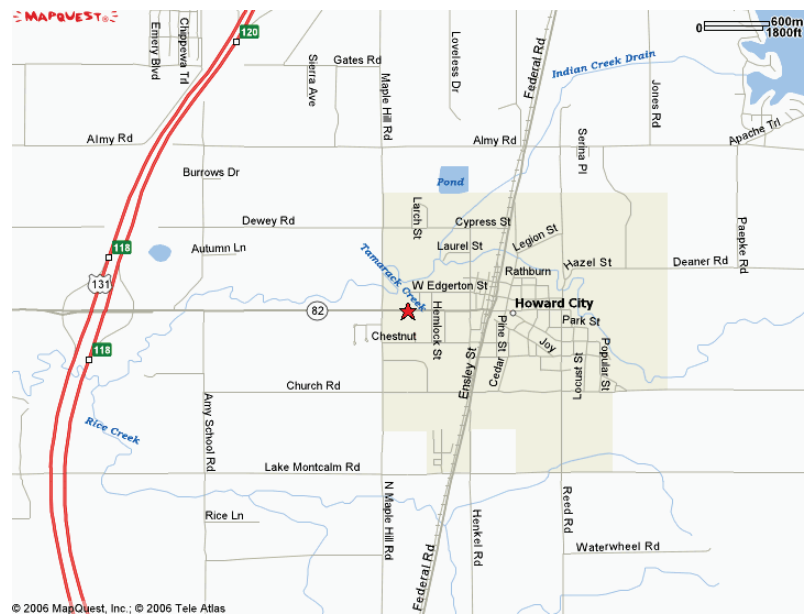 MAPQUEST®
600m
0
1800ft
120
Emery Blvd
Chippewa Trl
Sierra Ave
Gates Rd
Maple Hill Rd
Loveless Dr
Federal Rd
Indian Creek Drain
Jones Rd
Apache Trl
Almy Rd
Almy Rd
Serina Pl
Burrows Dr
Pond
Larch St
Dewey Rd
Cypress St
Legion St
Paepke Rd
Autumn Ln
118
Laurel St
Tamarack Creek
Rathburn
Hazel St
Deaner Rd
131
W Edgerton St
Howard City
82
Hemlock St
Park St
Chestnut
Pine St
Joy
118
Ensley St
Cedar
Locust St
Popular St
Church Rd
Amy School Rd
Rice Creek
Lake Montcalm Rd
N Maple Hill Rd
Henkel Rd
Reed Rd
Rice Ln
Federal Rd
Waterwheel Rd
© 2006 MapQuest, Inc.; © 2006 Tele Atlas